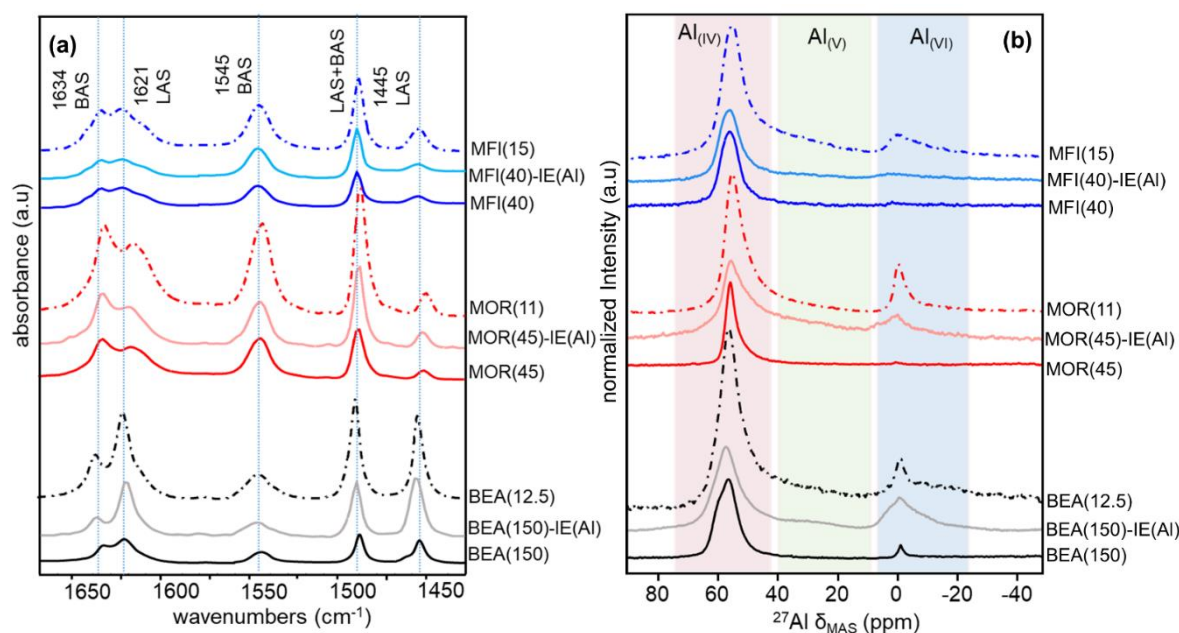 (a)
1634
BAS
1621
LAS
1545
BAS
LAS+BAS
1445
LAS
MFI(15)
MFI(40)-IE(Al)
MFI(40)
MOR(11)
MOR(45)-IE(Al)
MOR(45)
BEA(12.5)
BEA(150)-IE(Al)
BEA(150)
absorbance (a.u)
1650
1600
1550
1500
1450
wavenumbers (cm⁻¹)
(b)
Al(IV)
Al(V)
Al(VI)
MFI(15)
MFI(40)-IE(Al)
MFI(40)
MOR(11)
MOR(45)-IE(Al)
MOR(45)
BEA(12.5)
BEA(150)-IE(Al)
BEA(150)
normalized Intensity (a.u)
80
60
40
20
0
-20
-40
²⁷Al δMAS (ppm)